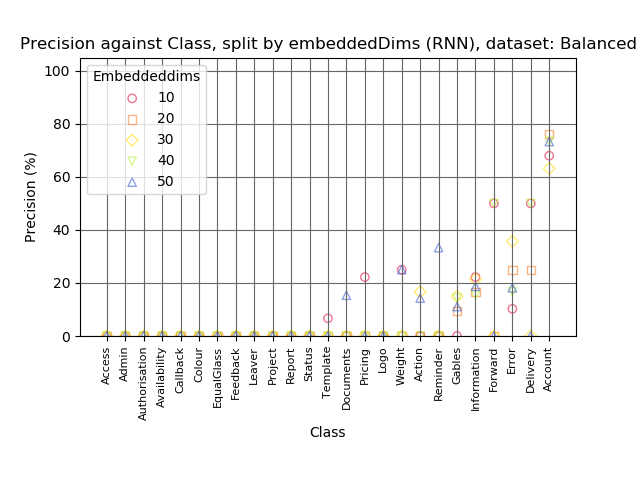 Precision against Class, split by embeddedDims (RNN), dataset: Balanced
Embeddeddims
10
20
30
40
50
Precision (%)
100
80
60
40
20
0
Access
Admin
Authorisation
Availability
Callback
Colour
EqualGlass
Feedback
Leaver
Project
Report
Status
Template
Documents
Pricing
Logo
Weight
Action
Reminder
Gables
Information
Forward
Error
Delivery
Account
Class